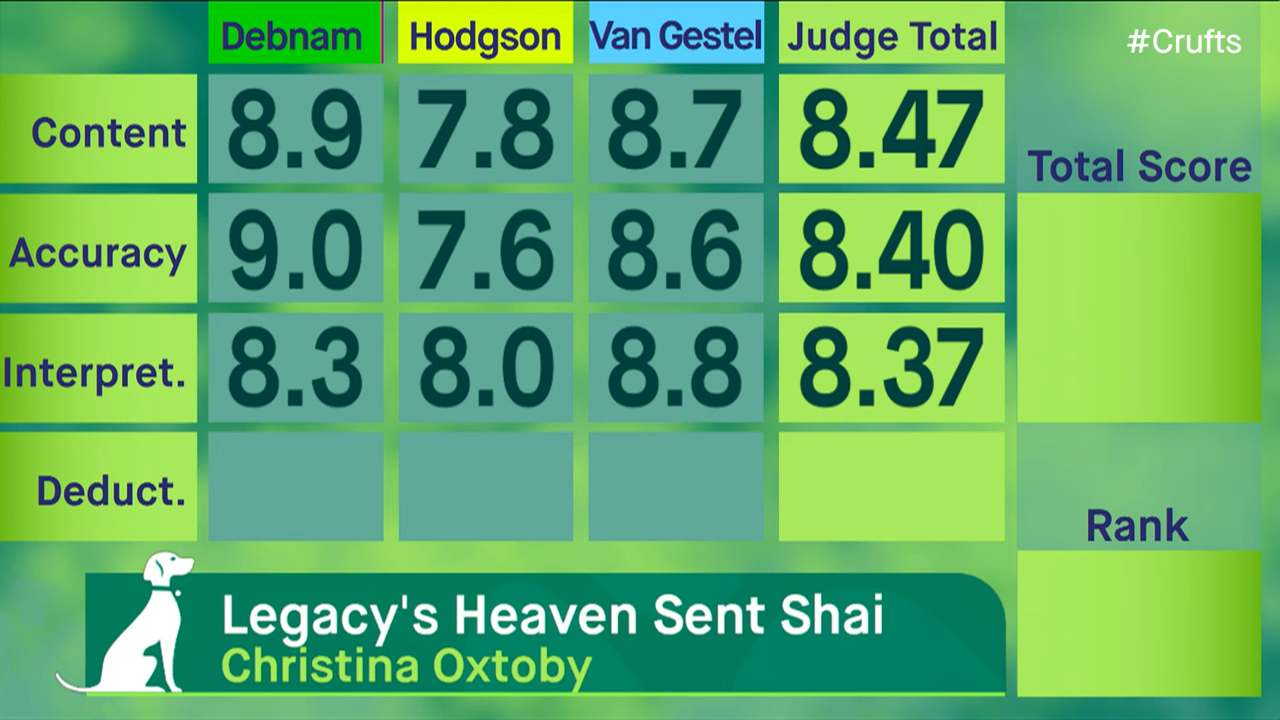 Debnam Hodgson Van Gestel Judge Total #Crufts
Content 8.9 7.8 8.7 8.47
Total Score
Accuracy 9.0 7.6 8.6 8.40
Interpret. 8.3 8.0 8.8 8.37
Deduct.
Rank
Legacy's Heaven Sent Shai
Christina Oxtoby